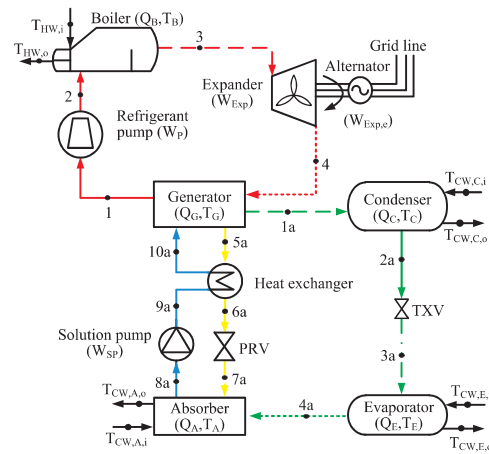 Boiler (Q_B,T_B)
T_HW,i
T_HW,o
3
Grid line
Expander
(W_Exp)
Alternator
(W_Exp,e)
2
Refrigerant
pump (W_P)
4
1
Generator
(Q_G,T_G)
1a
Condenser
(Q_C,T_C)
T_CW,C,i
T_CW,C,o
10a
5a
2a
Heat exchanger
9a
6a
TXV
Solution pump
(W_SP)
PRV
3a
8a
7a
T_CW,A,o
T_CW,A,i
Absorber
(Q_A,T_A)
4a
Evaporator
(Q_E,T_E)
T_CW,E,
T_CW,E,o